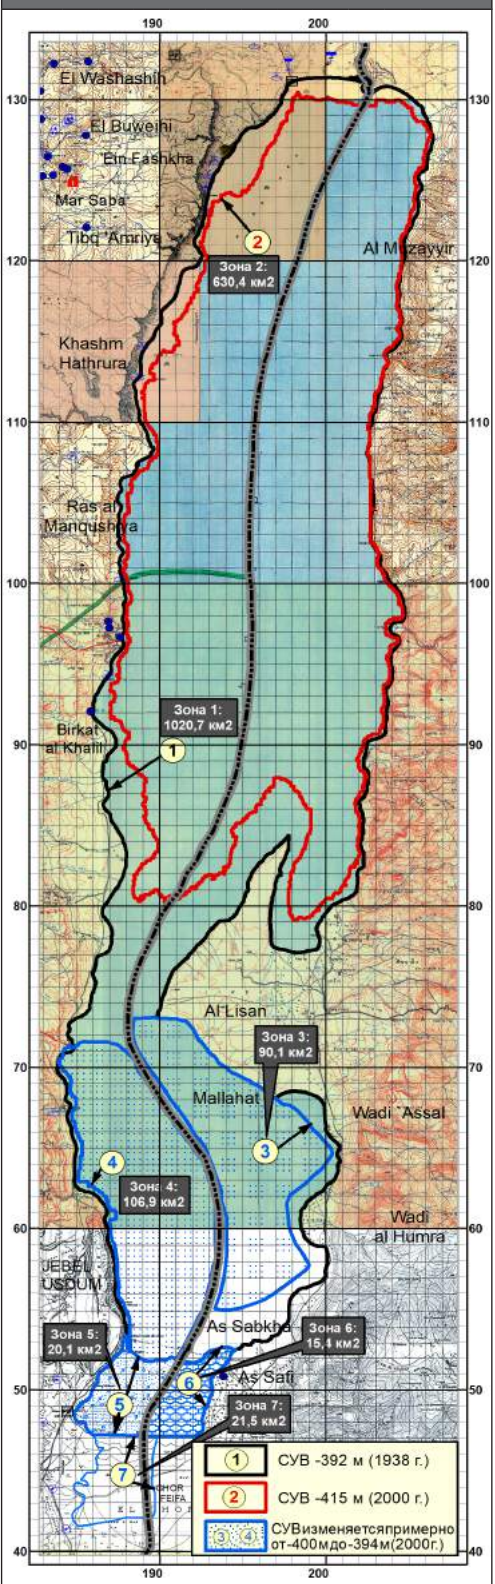 190 200
130 130
El Washashih
El Buweihi
Ein Fashkha
Mar Saba
Tibq `Amriya
2
Al Muzayyir
120 120
Зона 2:
630,4 км2
Khashm
Hathrura
110 110
Ras al
Manqushiya
100 100
Зона 1:
1020,7 км2
Birkat
al Khalil
1
90 90
80 80
Al Lisan
Зона 3:
90,1 км2
70 70
Mallahat
Wadi `Assal
3
4
Зона 4:
106,9 км2
Wadi
al Humra
60 60
JEBEL
USDUM
As Sabkha
Зона 5:
20,1 км2
Зона 6:
15,4 км2
As Safi
6
5
50 50
Зона 7:
21,5 км2
7
GHOR
FEIFA
1 СУВ -392 м (1938 г.)
2 СУВ -415 м (2000 г.)
3 4 СУВизменяетсяпримерно
от-400мдо-394м(2000г.)
40 40
190 200